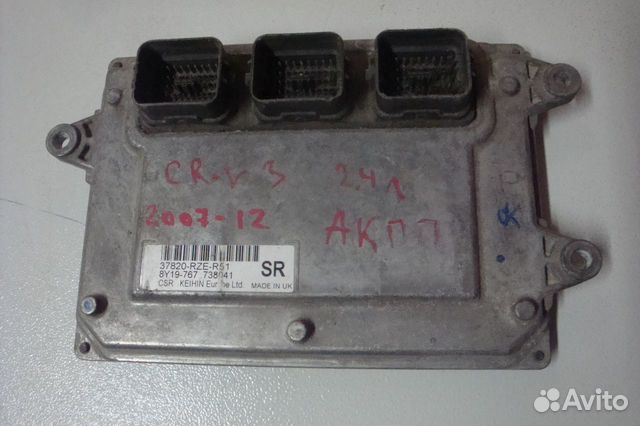 CR-V 3 2,4 л
2007-12 АКПП
37820-RZE-R51
8Y19-767 738041
SR
CSR KEIHIN Europe Ltd. MADE IN UK
Avito